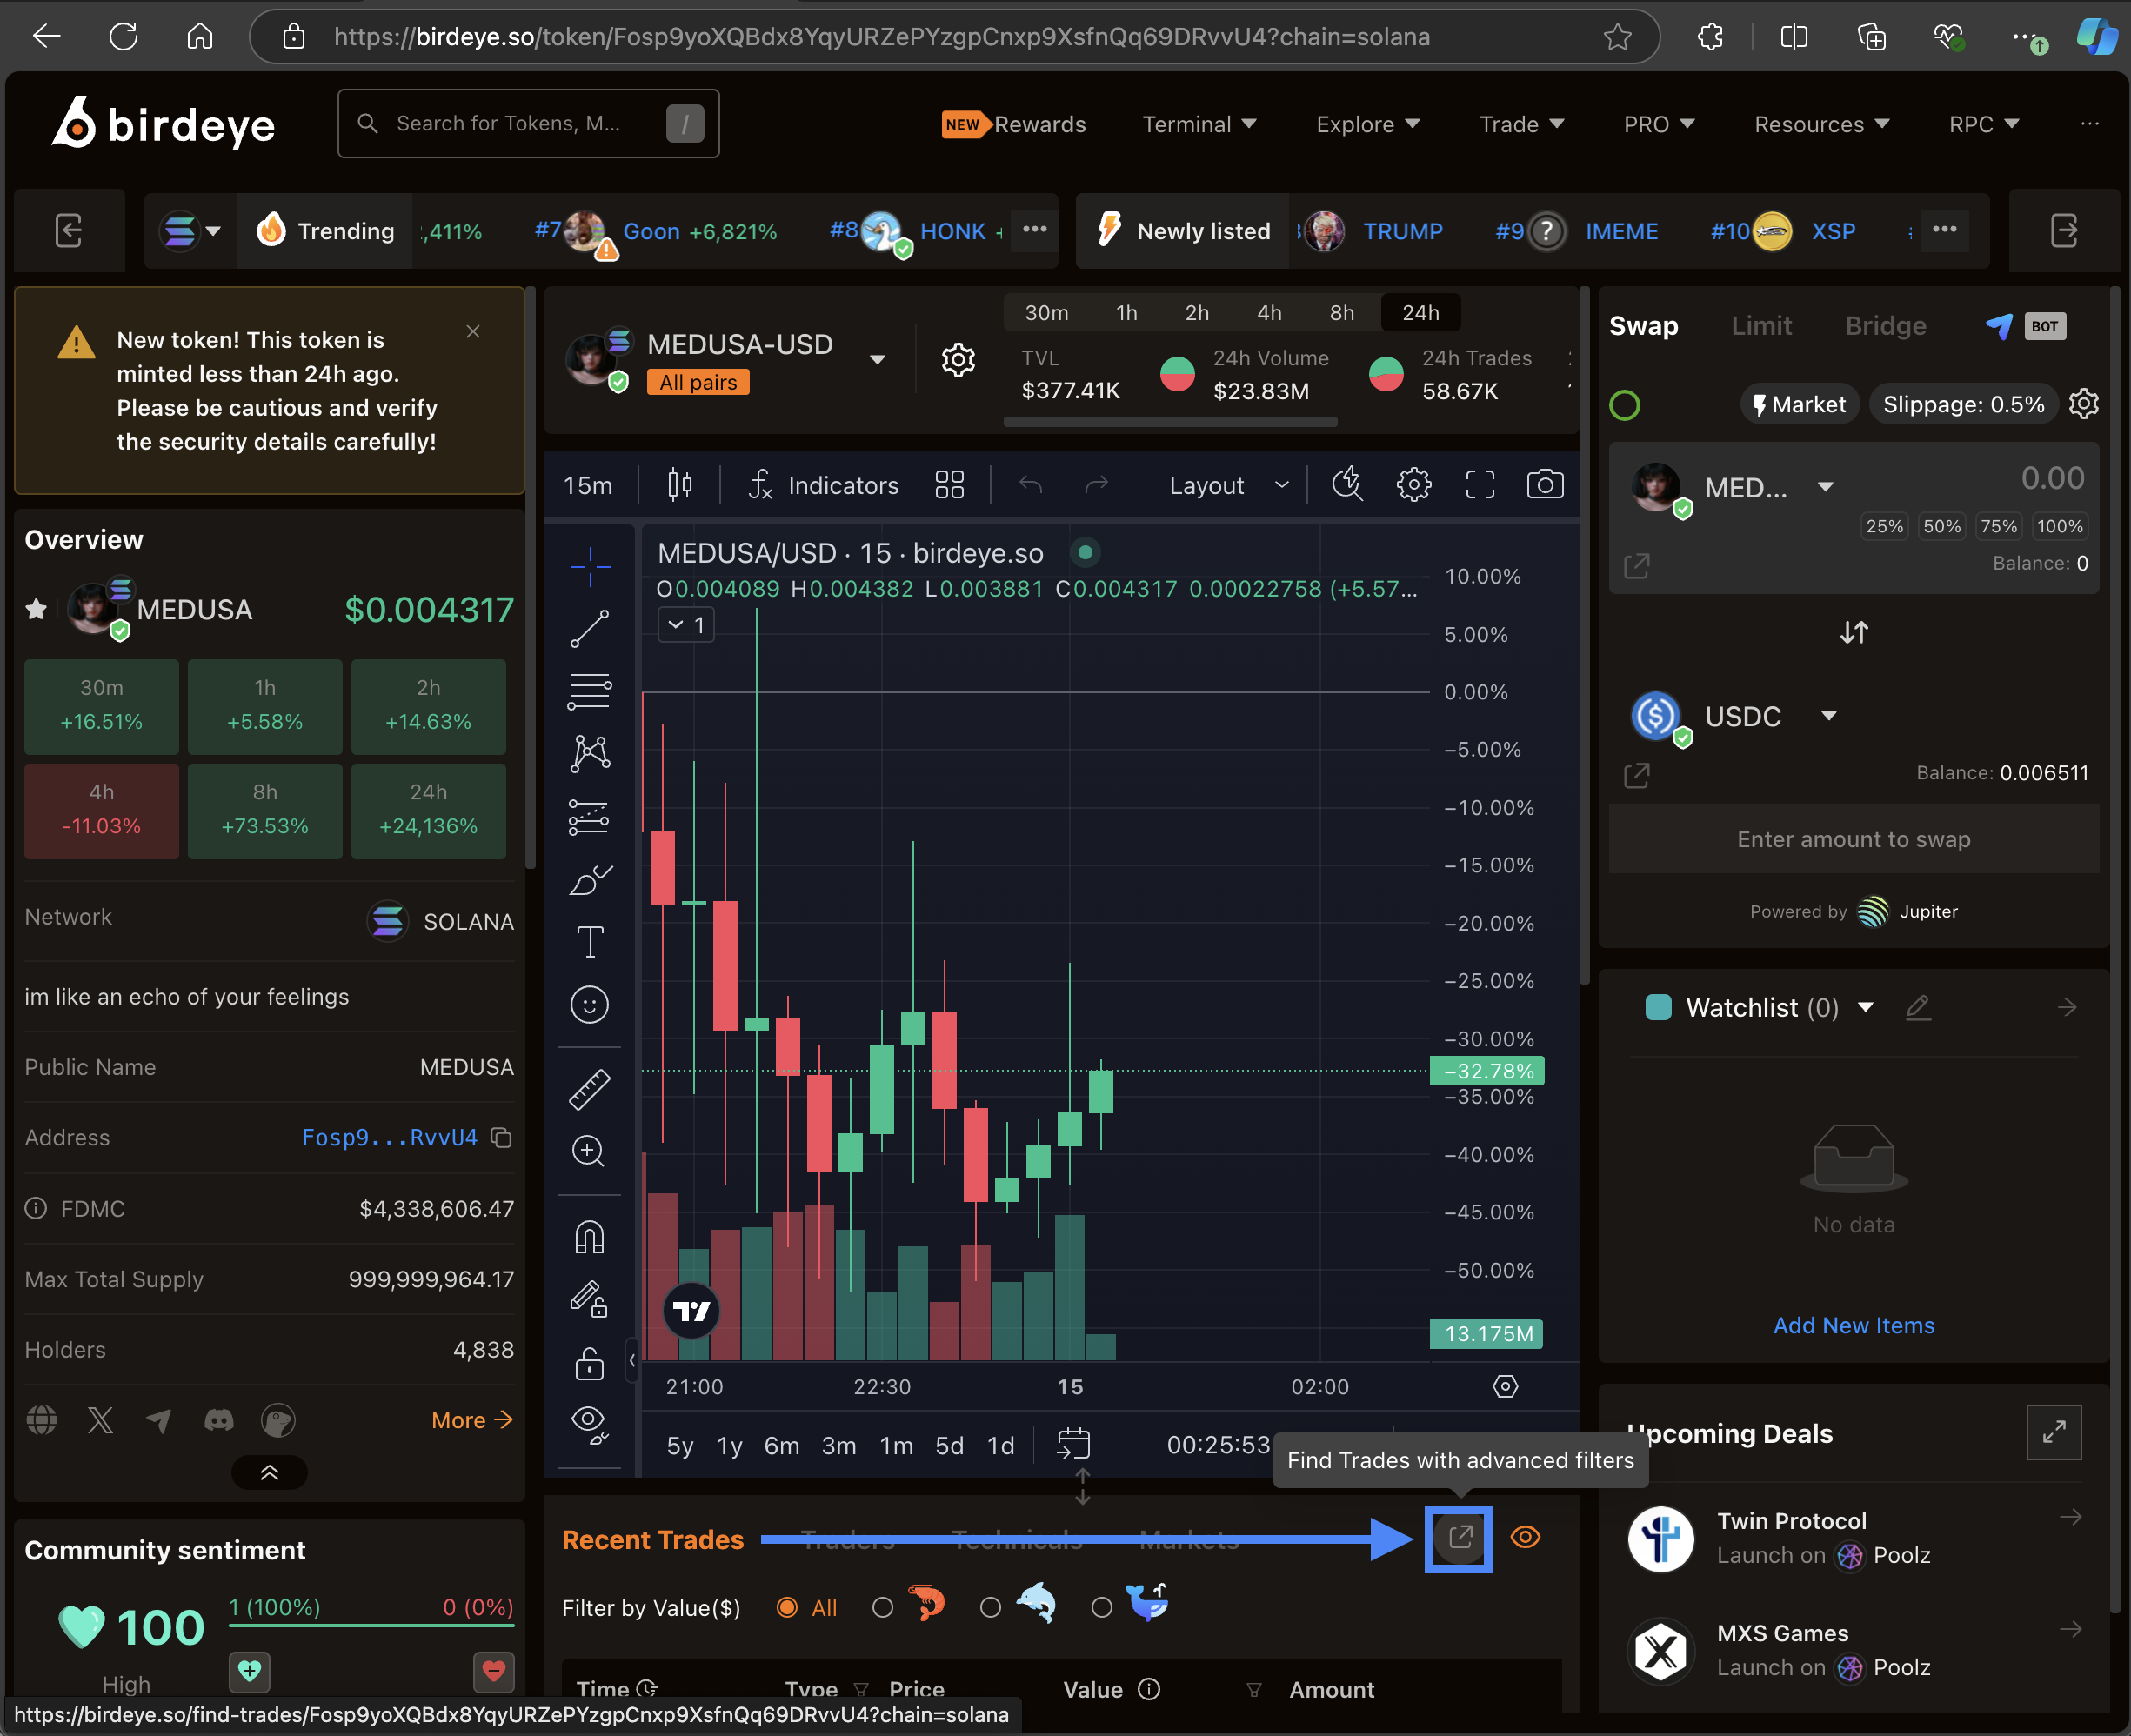 https://birdeye.so/token/Fosp9yoXQBdx8YqyURZePYzgpCnxp9XsfnQq69DRvvU4?chain=solana
birdeye
Search for Tokens, M...
/
NEW Rewards
Terminal
Explore
Trade
PRO
Resources
RPC
Trending
,411%
#7 Goon +6,821%
#8 HONK +
Newly listed
TRUMP
#9 ? IMEME
#10 XSP
New token! This token is
minted less than 24h ago.
Please be cautious and verify
the security details carefully!
Overview
MEDUSA
$0.004317
30m
+16.51%
1h
+5.58%
2h
+14.63%
4h
-11.03%
8h
+73.53%
24h
+24,136%
Network
SOLANA
im like an echo of your feelings
Public Name
MEDUSA
Address
Fosp9...RvvU4
FDMC
$4,338,606.47
Max Total Supply
999,999,964.17
Holders
4,838
More
Community sentiment
100
High
1 (100%)
0 (0%)
MEDUSA-USD
All pairs
30m
1h
2h
4h
8h
24h
TVL
$377.41K
24h Volume
$23.83M
24h Trades
58.67K
15m
Indicators
Layout
MEDUSA/USD · 15 · birdeye.so
O0.004089 H0.004382 L0.003881 C0.004317 0.00022758 (+5.57...
1
10.00%
5.00%
0.00%
−5.00%
−10.00%
−15.00%
−20.00%
−25.00%
−30.00%
−32.78%
−35.00%
−40.00%
−45.00%
−50.00%
13.175M
21:00
22:30
15
02:00
5y 1y 6m 3m 1m 5d 1d
00:25:53
Find Trades with advanced filters
Recent Trades
Traders
Technicals
Markets
Filter by Value($)
All
Time
Type
Price
Value
Amount
Swap
Limit
Bridge
BOT
Market
Slippage: 0.5%
MED...
0.00
25%
50%
75%
100%
Balance: 0
USDC
Balance: 0.006511
Enter amount to swap
Powered by Jupiter
Watchlist (0)
No data
Add New Items
Upcoming Deals
Twin Protocol
Launch on Poolz
MXS Games
Launch on Poolz
https://birdeye.so/find-trades/Fosp9yoXQBdx8YqyURZePYzgpCnxp9XsfnQq69DRvvU4?chain=solana